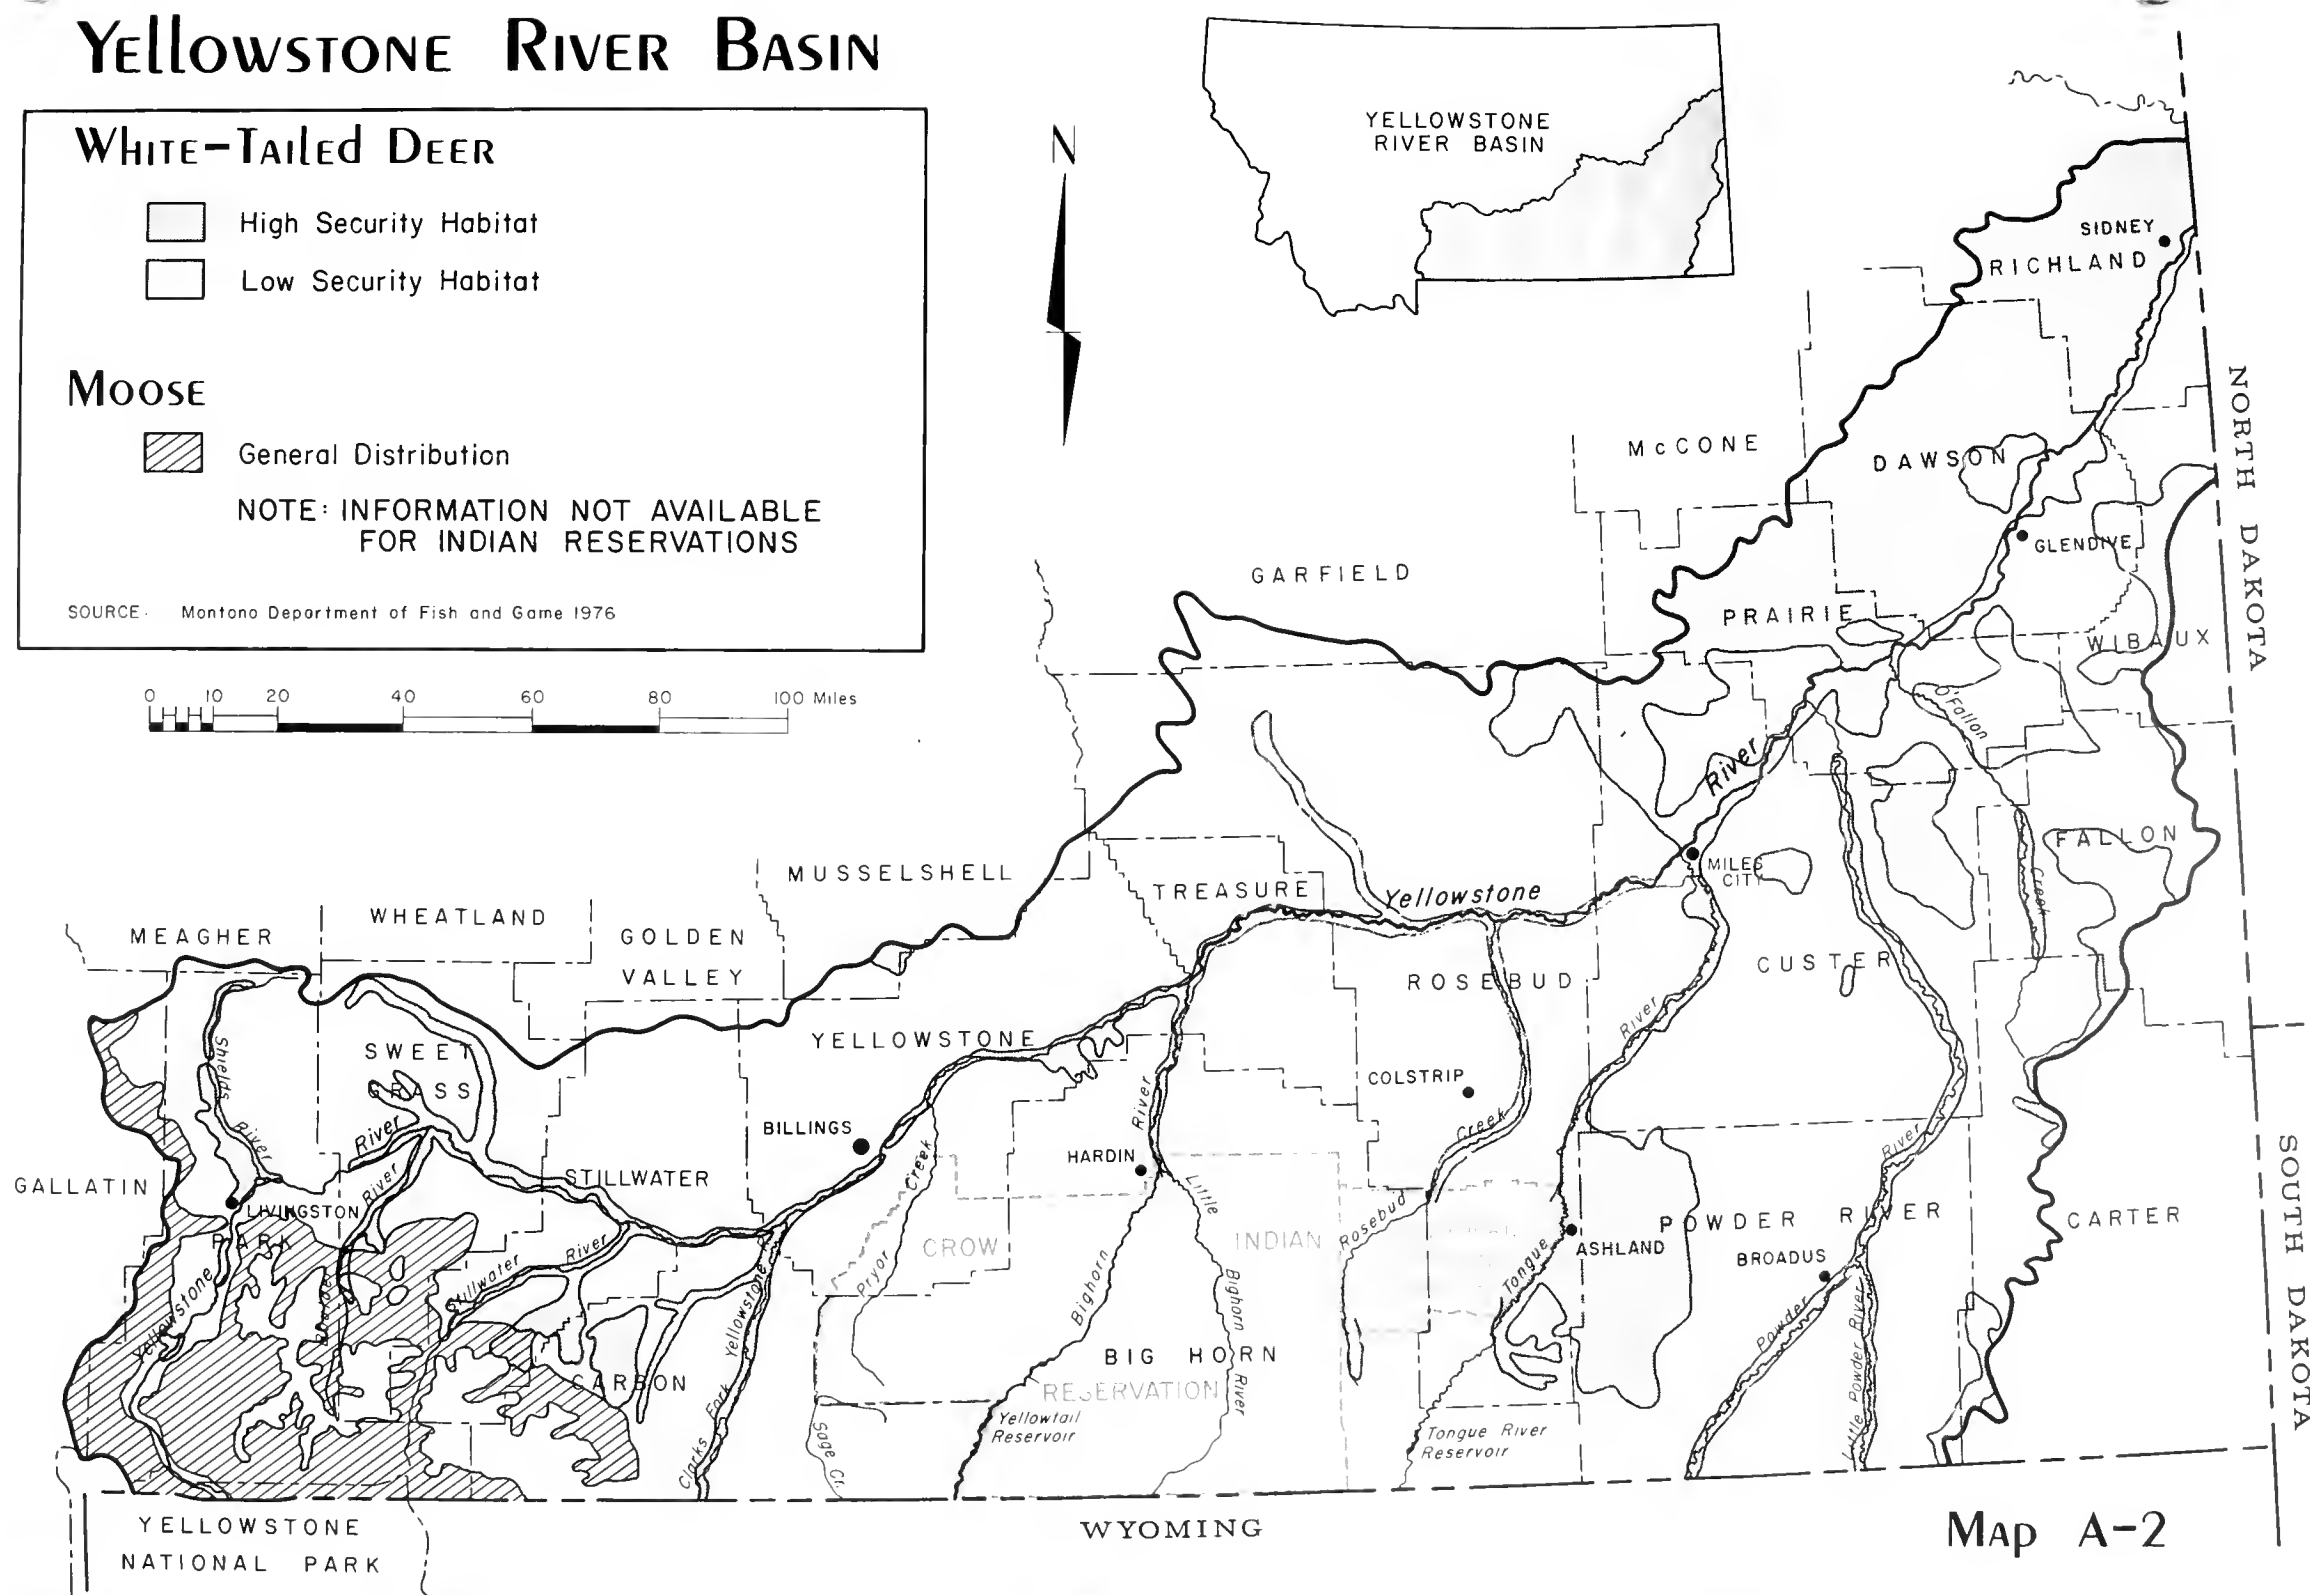 Yellowstone River Basin
White-Tailed Deer
High Security Habitat
Low Security Habitat
Moose
General Distribution
NOTE: INFORMATION NOT AVAILABLE
FOR INDIAN RESERVATIONS
SOURCE. Montana Department of Fish and Game 1976
0 10 20 40 60 80 100 Miles
N
YELLOWSTONE
RIVER BASIN
SIDNEY
RICHLAND
NORTH DAKOTA
McCONE
DAWSON
GLENDIVE
GARFIELD
PRAIRIE
WIBAUX
O'Fallon
Creek
River
FALLON
MILES
CITY
MUSSELSHELL
TREASURE
Yellowstone
WHEATLAND
MEAGHER
GOLDEN
VALLEY
ROSEBUD
CUSTER
YELLOWSTONE
SWEET
GRASS
Shields
River
River
River
COLSTRIP
River
River
Creek
BILLINGS
HARDIN
Creek
Pryor
STILLWATER
GALLATIN
LIVINGSTON
PARK
Yellowstone
River
Stillwater
CROW
INDIAN
Little
Bighorn
River
Rosebud
Tongue
ASHLAND
POWDER RIVER
River
BROADUS
CARTER
Powder
Little Powder River
Bighorn
BIG HORN
RESERVATION
CARBON
Clarks Fork
Yellowstone
Sage Cr.
Yellowtail
Reservoir
Tongue River
Reservoir
SOUTH DAKOTA
WYOMING
YELLOWSTONE
NATIONAL PARK
Map A-2